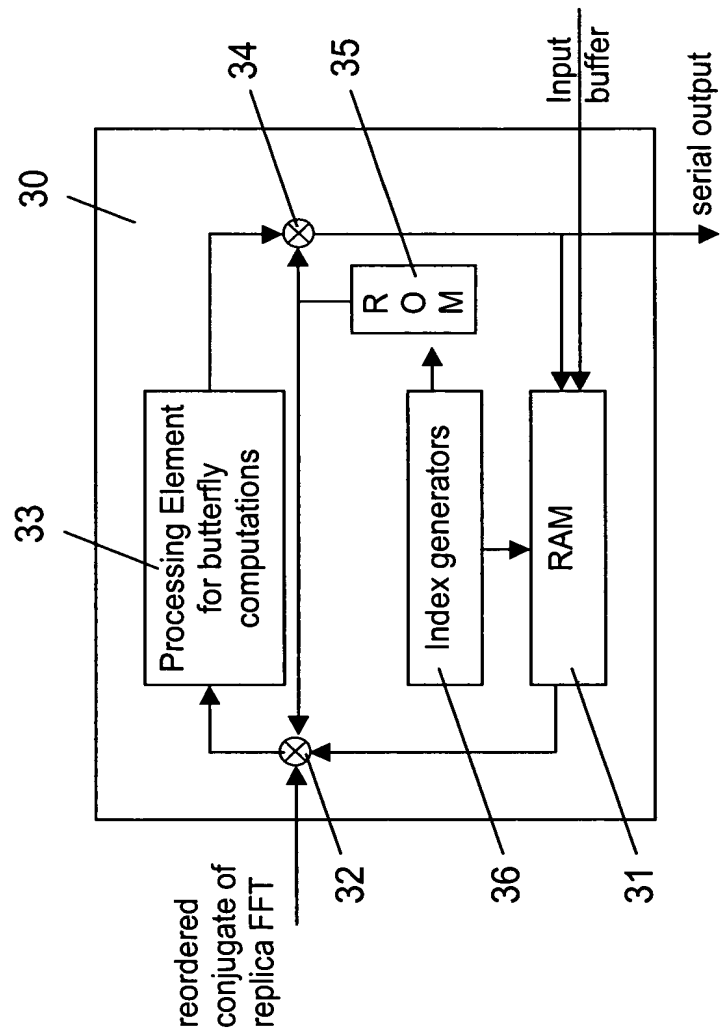 30
33
Processing Element
for butterfly
computations
34
35
R
O
M
Input
buffer
reordered
conjugate of
replica FFT
32
Index generators
RAM
36
31
serial output